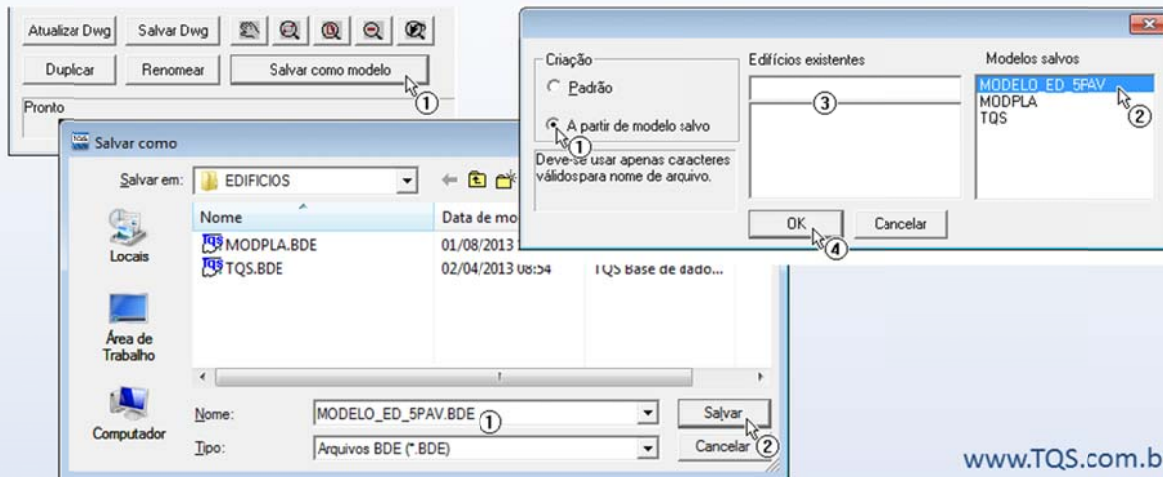 Atualizar Dwg
Salvar Dwg
Duplicar
Renomear
Salvar como modelo
1
Pronto
TQS
Salvar como
Salvar em:
EDIFICIOS
Nome
Data de mo
MODPLA.BDE
01/08/2013
TQS.BDE
02/04/2013 08:54
TQS Base de dado...
Locais
Área de
Trabalho
Computador
Nome:
MODELO_ED_5PAV.BDE
1
Salvar
2
Tipo:
Arquivos BDE (*.BDE)
Cancelar
Criação
Padrão
A partir de modelo salvo
1
Deve-se usar apenas caracteres
válidos para nome de arquivo.
Edifícios existentes
3
Modelos salvos
MODELO_ED_5PAV
MODPLA
TQS
2
OK
4
Cancelar
www.TQS.com.b